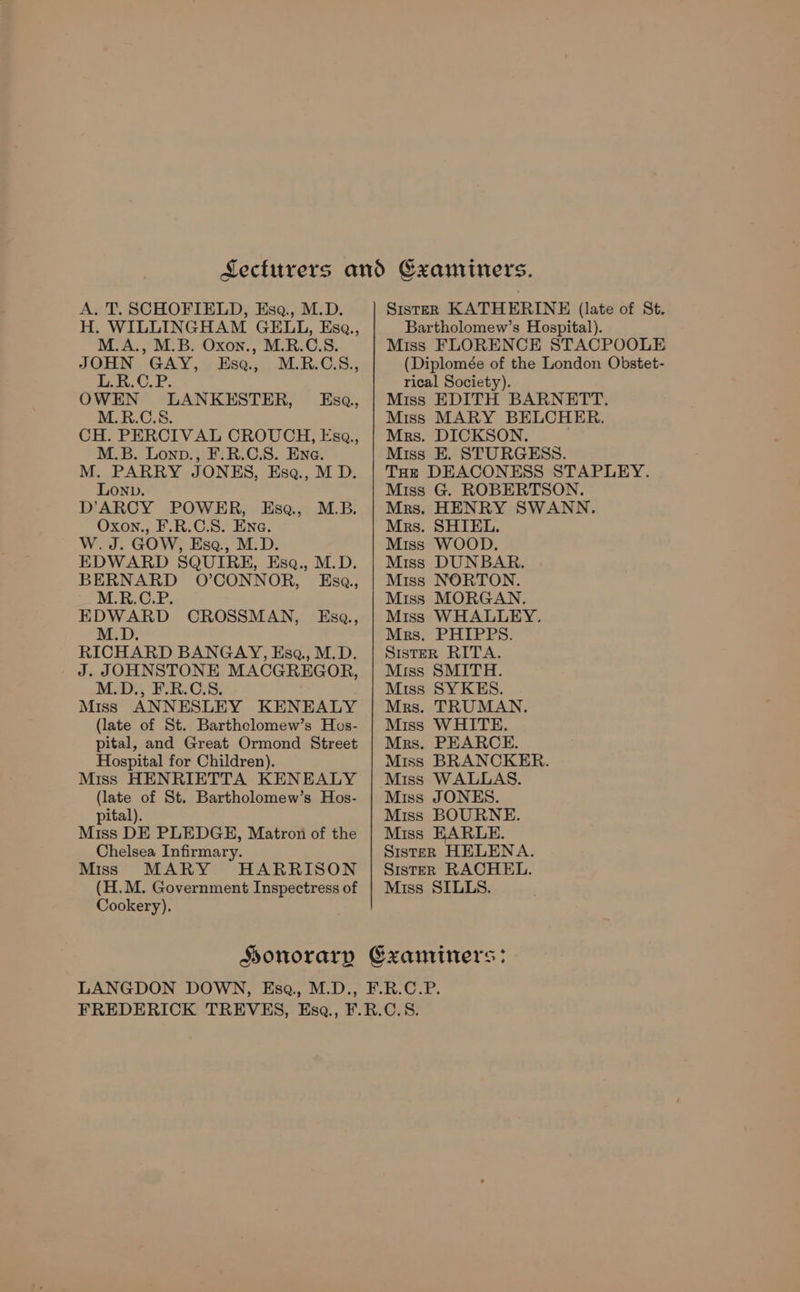 Lecturers and Examiners.
A. T. SCHOFIELD, Esq., M.D.
H. WILLINGHAM GELL, Esq.,
M.A., M.B. Oxon., M.R.C.S.
JOHN GAY, Esq., M.R.C.S.,
L.R.C.P.
OWEN LANKESTER, Esq.,
M.R.C.S.
CH. PERCIVAL CROUCH, Esq.,
M.B. Lond., F.R.C.S. Eng.
M. PARRY JONES, Esq., M D.
Lond.
D'ARCY POWER, Esq., M.B.
Oxon., F.R.C.S. Eng.
W. J. GOW, Esq., M.D.
EDWARD SQUIRE, Esq., M.D.
BERNARD O'CONNOR, Esq.,
M.R.C.P.
EDWARD CROSSMAN, Esq.,
M.D.
RICHARD BANGAY, Esq., M.D.
J. JOHNSTONE MACGREGOR,
M.D., F.R.C.S.
Miss ANNESLEY KENEALY
(late of St. Bartholomew's Hos-
pital, and Great Ormond Street
Hospital for Children).
Miss HENRIETTA KENEALY
(late of St. Bartholomew's Hos-
pital).
Miss DE PLEDGE, Matron of the
Chelsea Infirmary.
Miss MARY HARRISON
(H.M. Government Inspectress of
Cookery).
Sister KATHERINE (late of St.
Bartholomew's Hospital).
Miss FLORENCE STACPOOLE
(Diplomée of the London Obstet-
rical Society).
Miss EDITH BARNETT.
Miss MARY BELCHER.
Mrs. DICKSON.
Miss E. STURGESS.
The DEACONESS STAPLEY.
Miss G. ROBERTSON.
Mrs. HENRY SWANN.
Mrs. SHIEL.
Miss WOOD.
Miss DUNBAR.
Miss NORTON.
Miss MORGAN.
Miss WHALLEY.
Mrs. PHIPPS.
Sister RITA.
Miss SMITH.
Miss SYKES.
Mrs. TRUMAN.
Miss WHITE.
Mrs. PEARCE.
Miss BRANCKER.
Miss WALLAS.
Miss JONES.
Miss BOURNE.
Miss EARLE.
Sister HELENA.
Sister RACHEL.
Miss SILLS.
Honorary Examiners:
LANGDON DOWN, Esq., M.D., F.R.C.P.
FREDERICK TREVES, Esq., F.R.C.S.